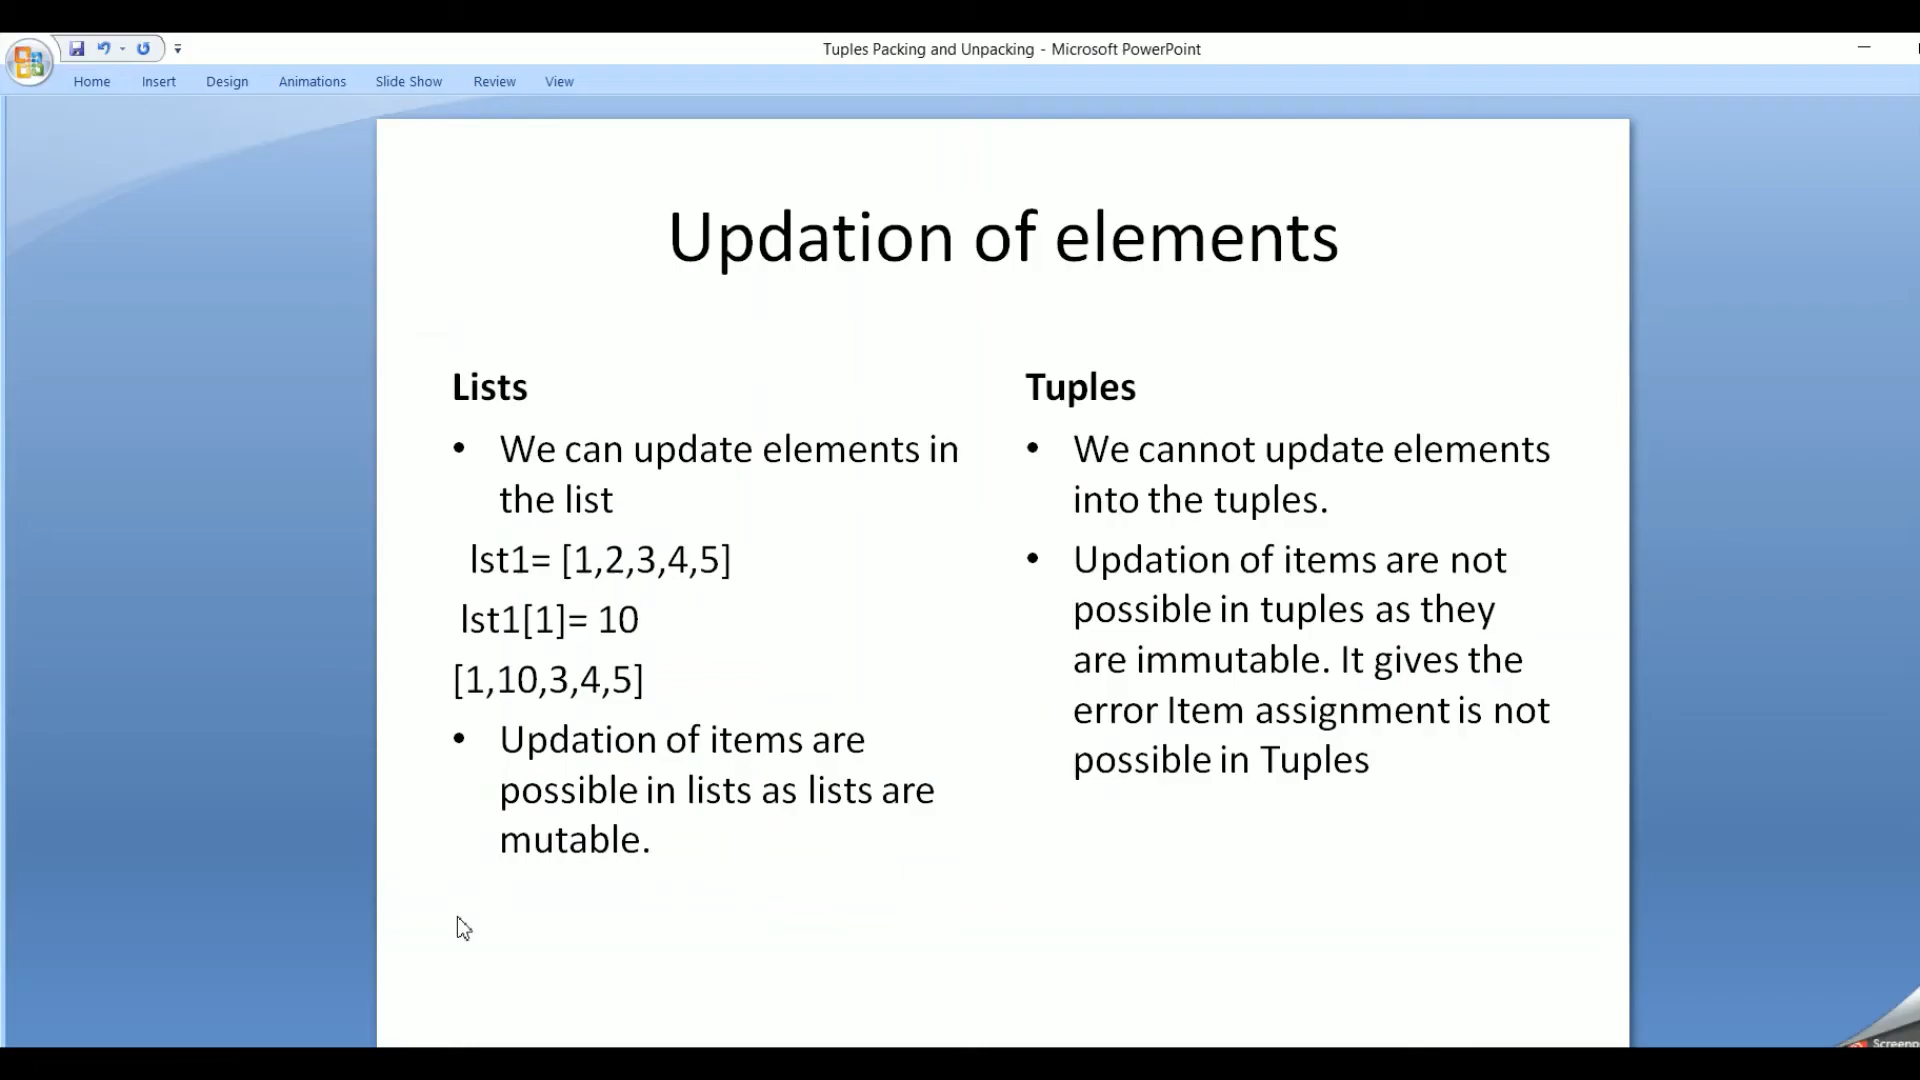 Tuples Packing and Unpacking - Microsoft PowerPoint
Home Insert Design Animations Slide Show Review View
Updation of elements
Lists
• We can update elements in
the list
lst1= [1,2,3,4,5]
lst1[1]= 10
[1,10,3,4,5]
• Updation of items are
possible in lists as lists are
mutable.
Tuples
• We cannot update elements
into the tuples.
• Updation of items are not
possible in tuples as they
are immutable. It gives the
error Item assignment is not
possible in Tuples